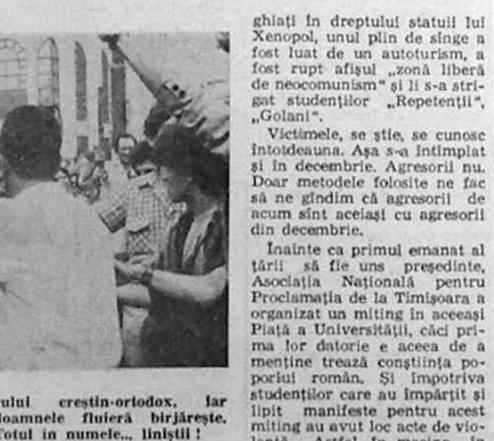 ghiați în dreptului statuii lui
Xenopol, unul plin de sînge a
fost luat de un autoturism, a
fost rupt afișul „zonă liberă
de neocomunism“ și li s-a stri-
gat studenților „Repetenții“,
„Golani“.
Victimele, se știe, se cunosc
întotdeauna. Așa s-a întîmplat
și în decembrie. Agresorii nu.
Doar metodele folosite ne fac
să ne gîndim că agresorii de
acum sînt aceiași cu agresorii
din decembrie.
Înainte ca primul emanat al
țării să fie uns președinte,
Asociația Națională pentru
Proclamația de la Timișoara a
organizat un miting în aceeași
Piață a Universității, căci pri-
ma lor datorie e aceea de a
menține trează conștiința po-
poriui român. Și împotriva
studenților care au împărțit și
lipit manifeste pentru acest
miting au avut loc acte de vio-
rului creștin-ortodox, iar
doamnele fluieră birjărește.
Totul în numele... liniștii !